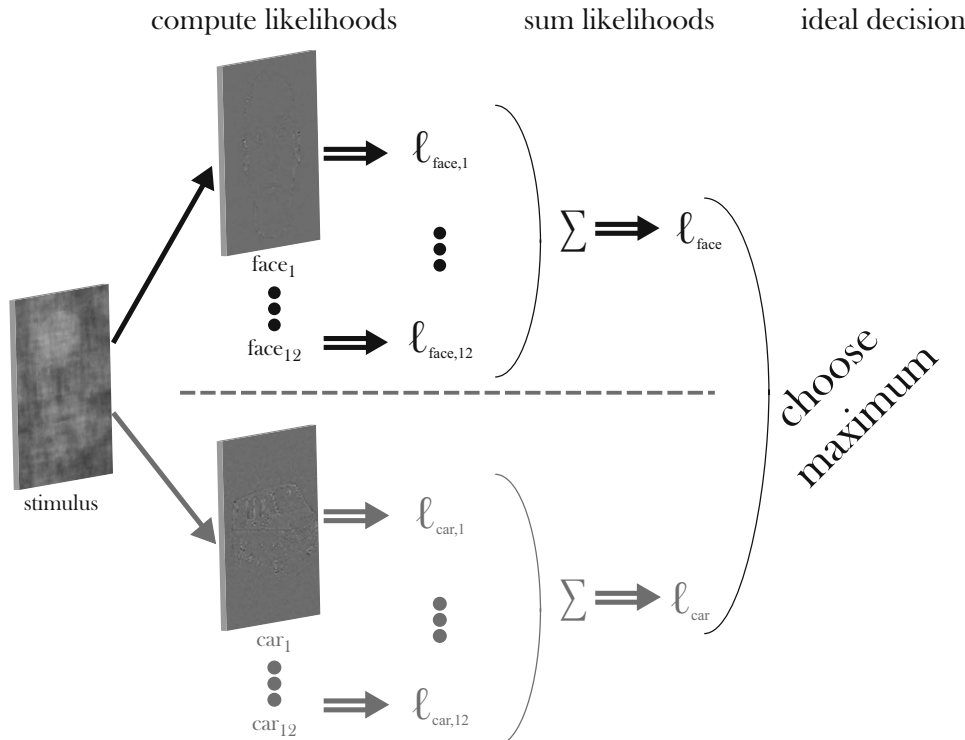 compute likelihoods sum likelihoods ideal decision
ℓface,1
face1
∑ ℓface
face12 ℓface,12
stimulus
choose
maximum
ℓcar,1
car1
∑ ℓcar
car12 ℓcar,12